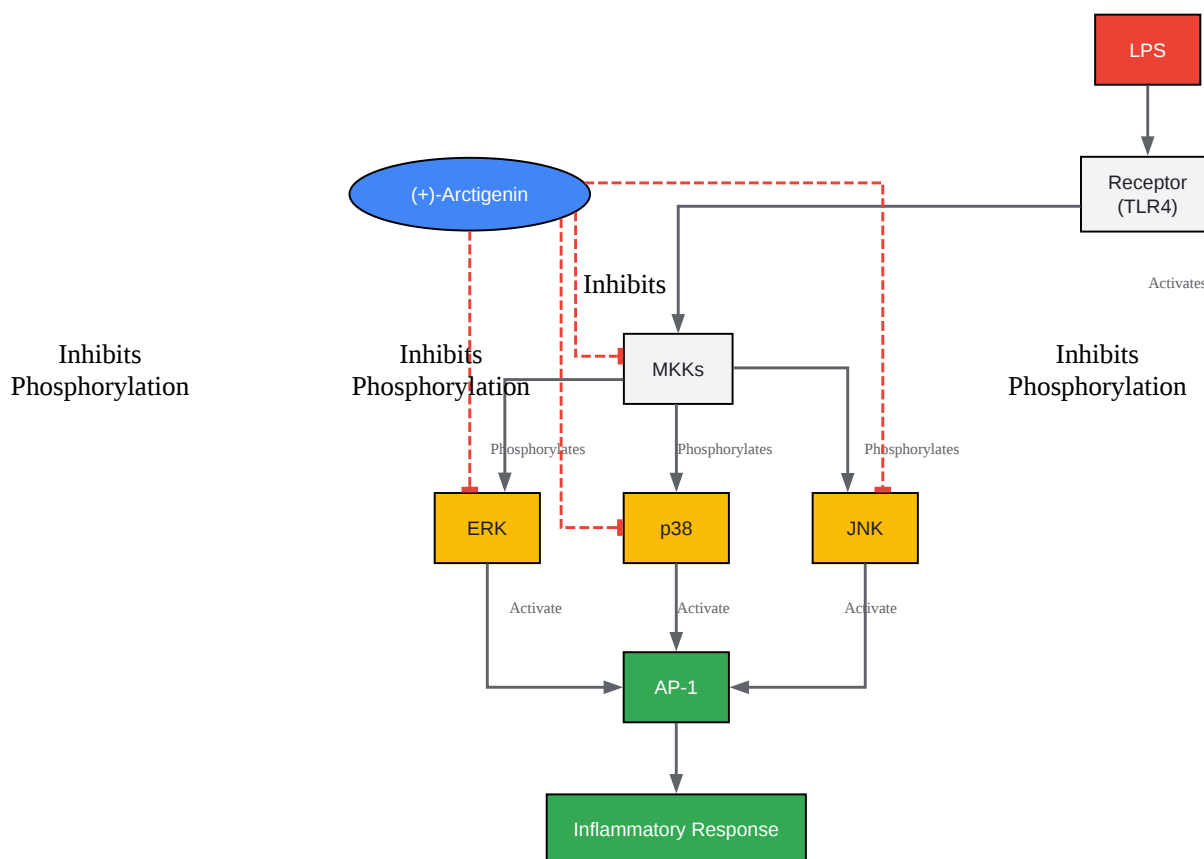 LPS
(+)-Arctigenin
Receptor
(TLR4)
Inhibits
Activates
Inhibits
Phosphorylation
Inhibits
Phosphorylation
MKKs
Inhibits
Phosphorylation
Phosphorylates
Phosphorylates
Phosphorylates
ERK
p38
JNK
Activate
Activate
Activate
AP-1
Inflammatory Response